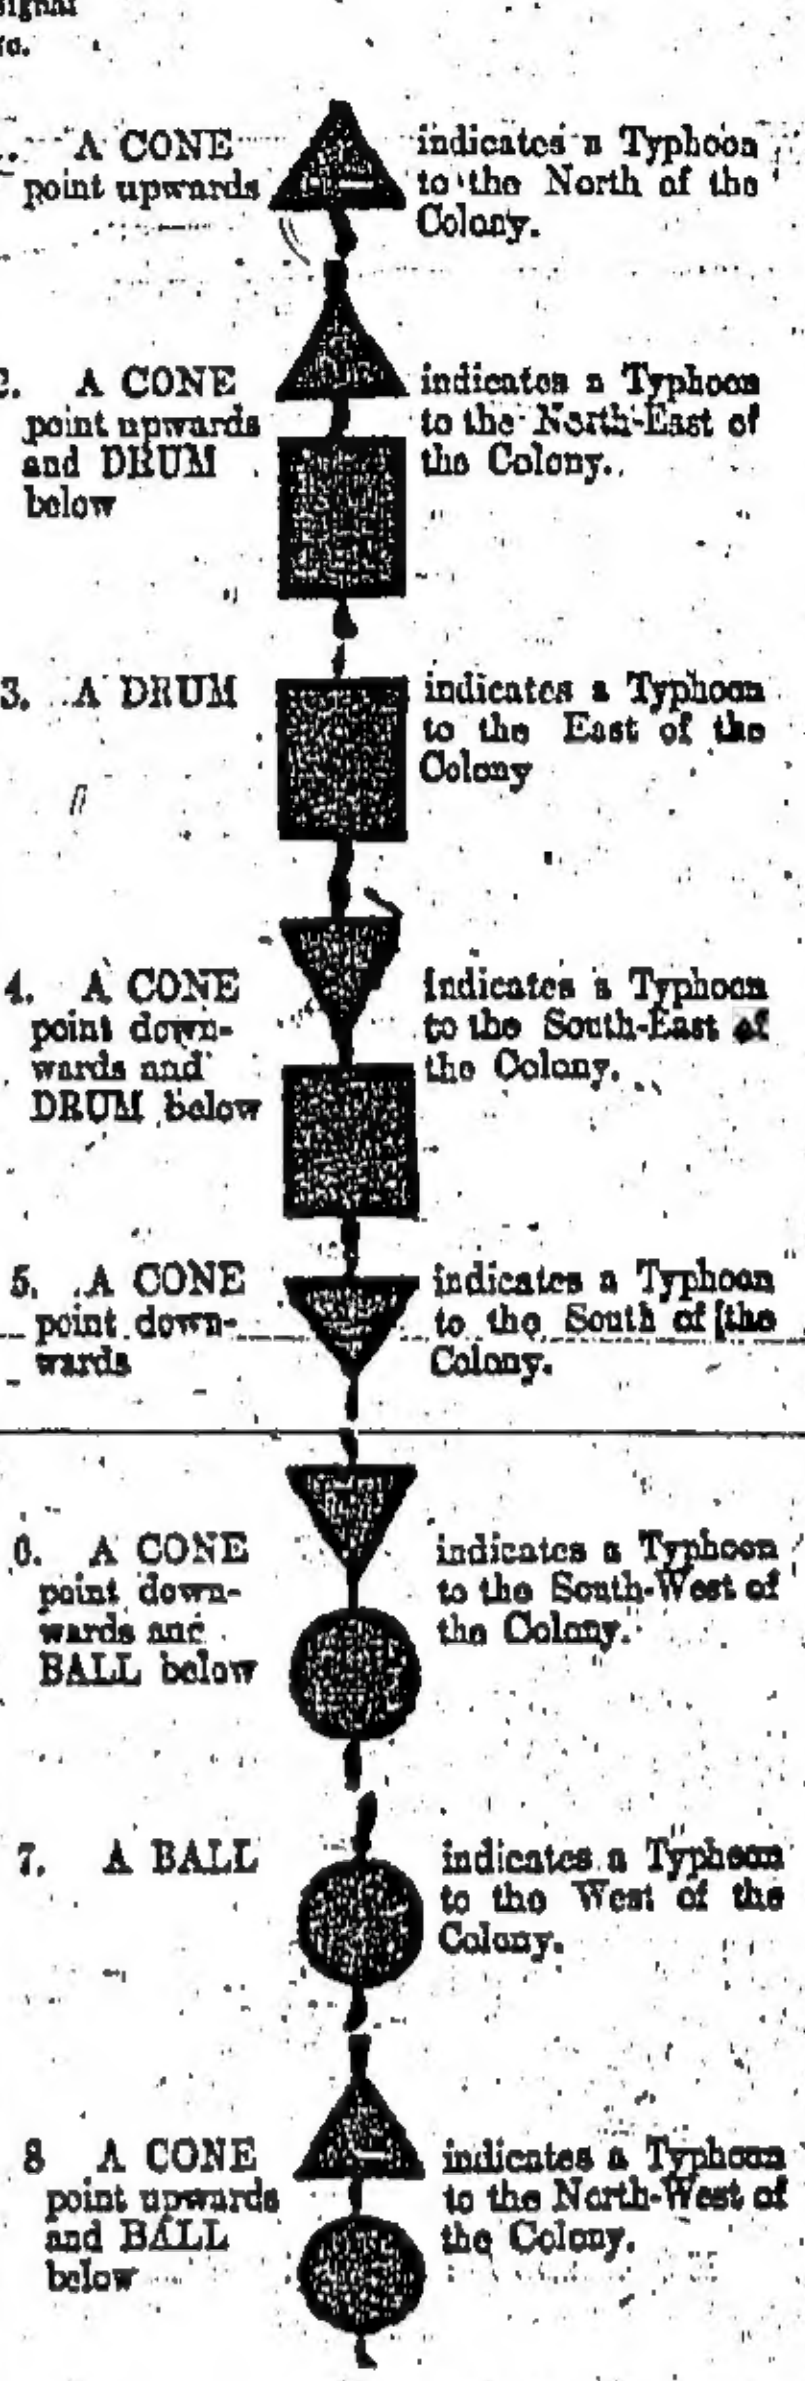 Signal
No.
1. A CONE
point upwards
indicates a Typhoon
to the North of the
Colony.
2. A CONE
point upwards
and DRUM
below
indicates a Typhoon
to the North-East of
the Colony.
3. A DRUM
indicates a Typhoon
to the East of the
Colony
4. A CONE
point down-
wards and
DRUM below
indicates a Typhoon
to the South-East of
the Colony.
5. A CONE
point down-
wards
indicates a Typhoon
to the South of [the
Colony.
6. A CONE
point down-
wards and
BALL below
indicates a Typhoon
to the South-West of
the Colony.
7. A BALL
indicates a Typhoon
to the West of the
Colony.
8 A CONE
point upwards
and BALL
below
indicates a Typhoon
to the North-West of
the Colony.